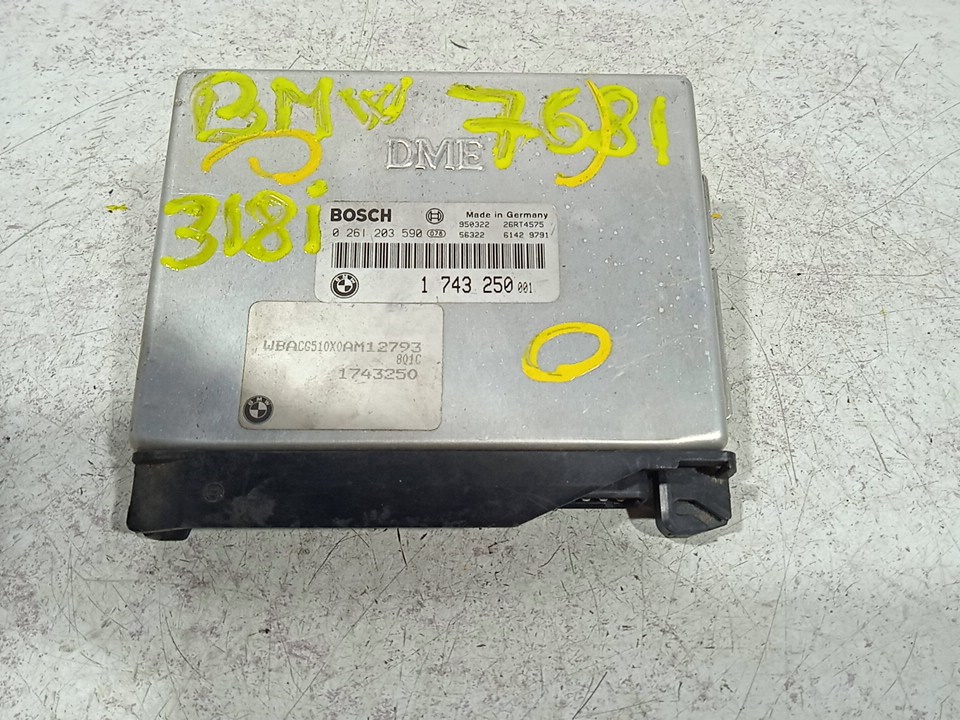 BMW 7681
DME
318i
BOSCH Made in Germany
0 261 203 590 678 950322 26RT4575
56322 6142 9791
1 743 250 001
WBACG510X0AM12793
801C
1743250